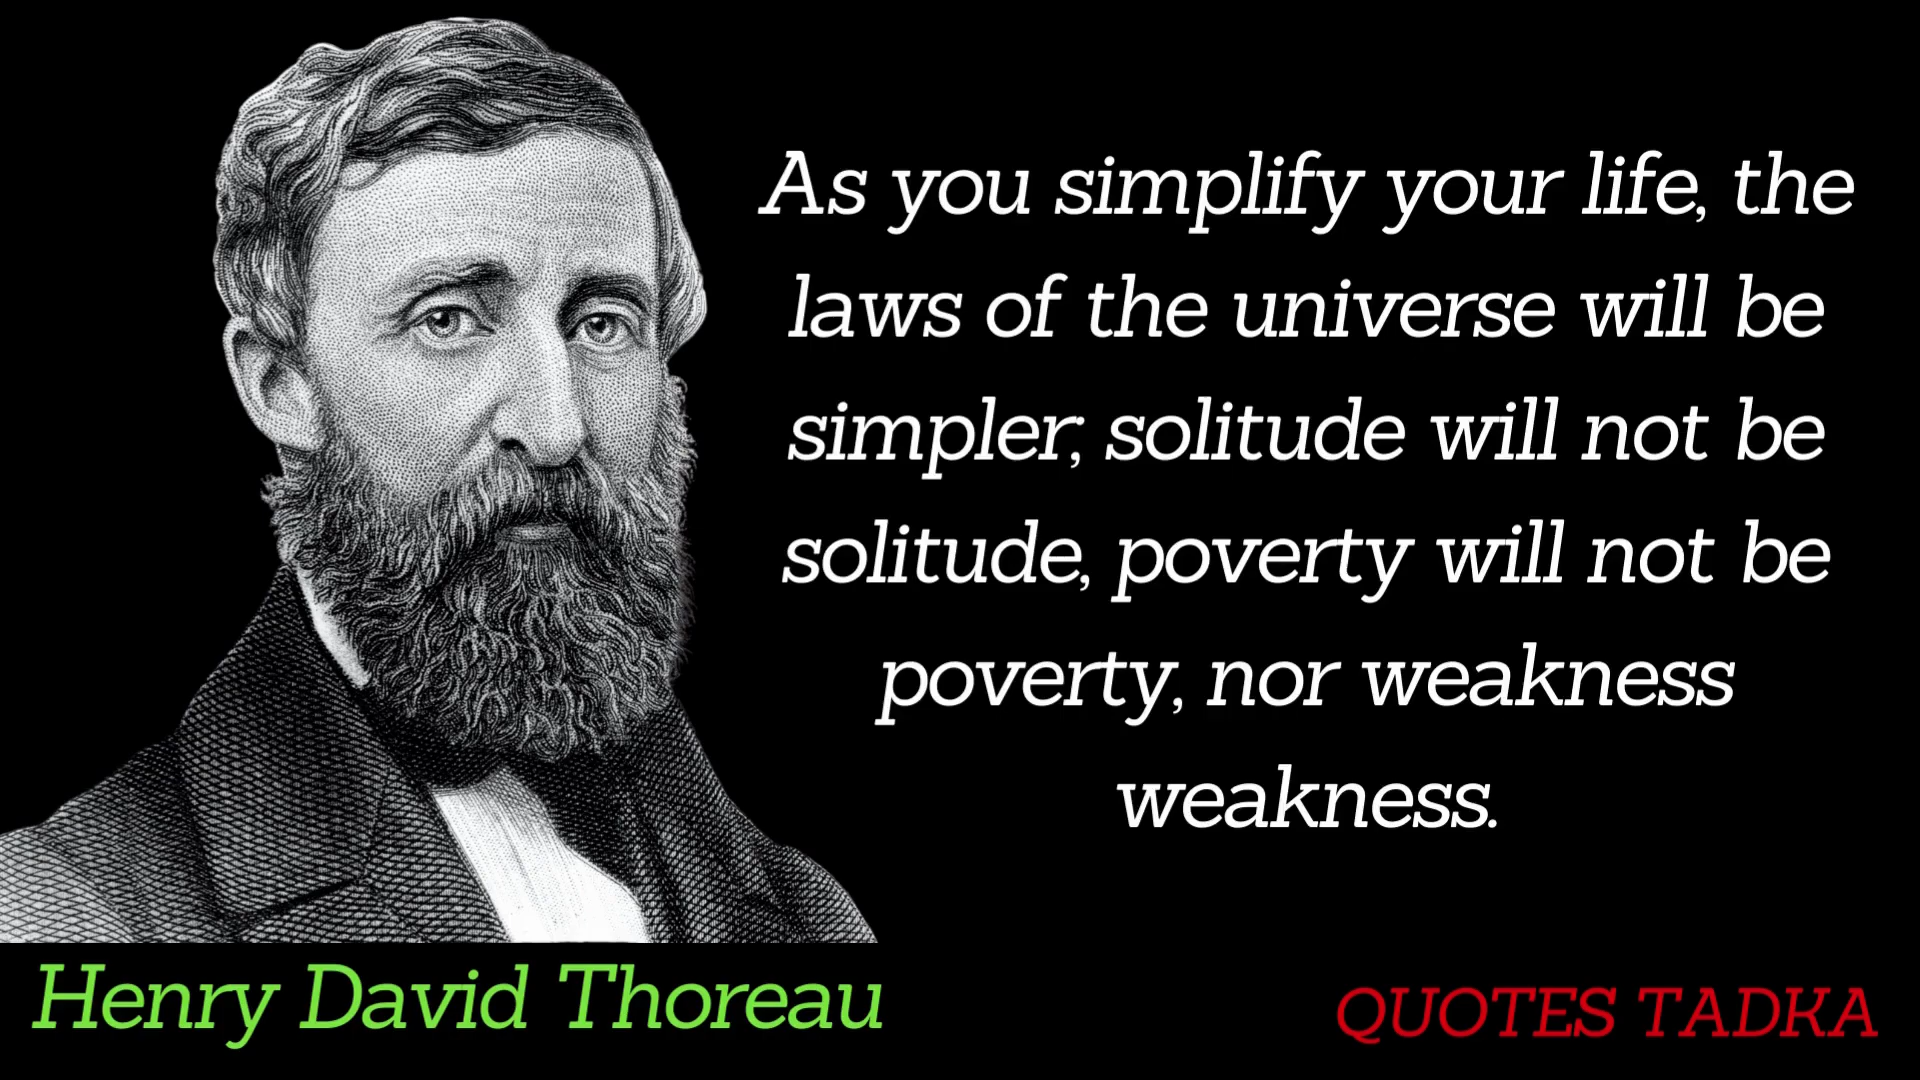 As you simplify your life, the
laws of the universe will be
simpler; solitude will not be
solitude, poverty will not be
poverty, nor weakness
weakness.
Henry David Thoreau
QUOTES TADKA